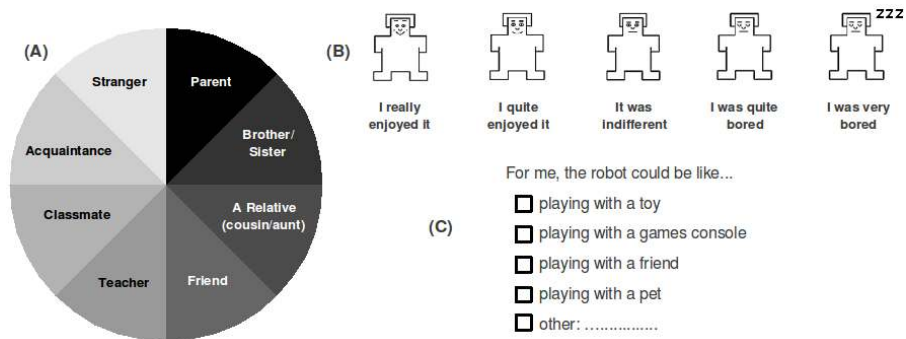 (A)
Stranger
Parent
Acquaintance
Brother/
Sister
Classmate
A Relative
(cousin/aunt)
Teacher
Friend
(B)
zzz
I really
enjoyed it
I quite
enjoyed it
It was
indifferent
I was quite
bored
I was very
bored
(C)
For me, the robot could be like...
playing with a toy
playing with a games console
playing with a friend
playing with a pet
other: ................